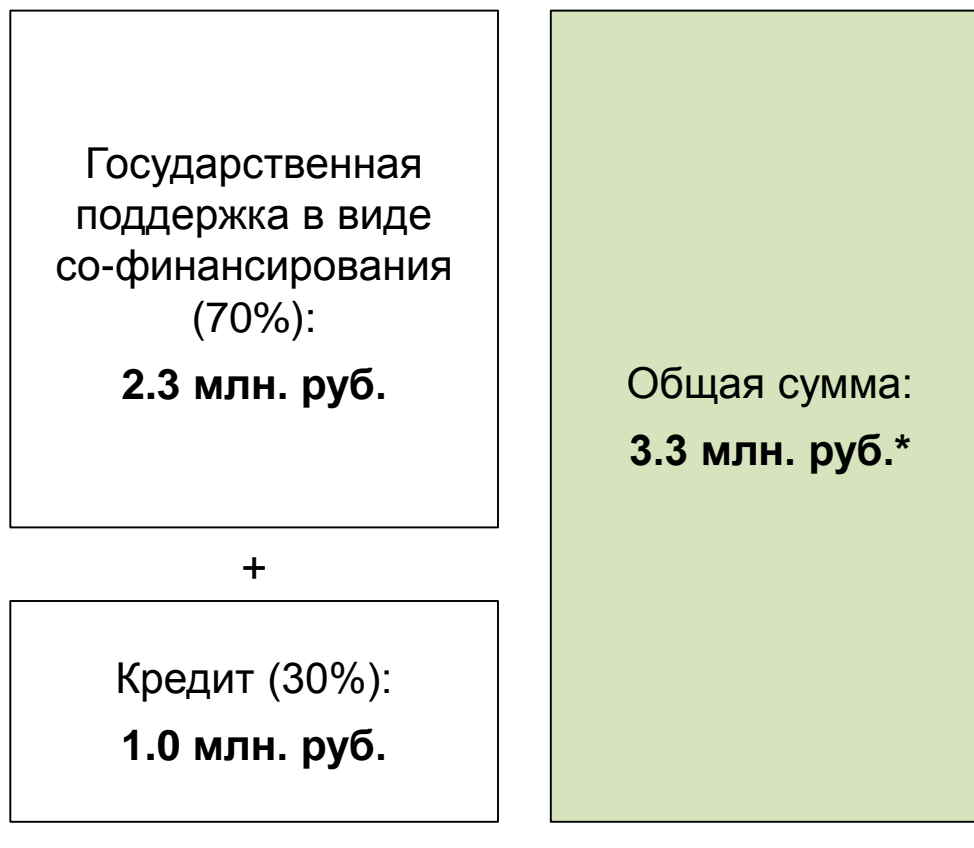 Государственная
поддержка в виде
со-финансирования
(70%):
2.3 млн. руб.
+
Кредит (30%):
1.0 млн. руб.
Общая сумма:
3.3 млн. руб.*